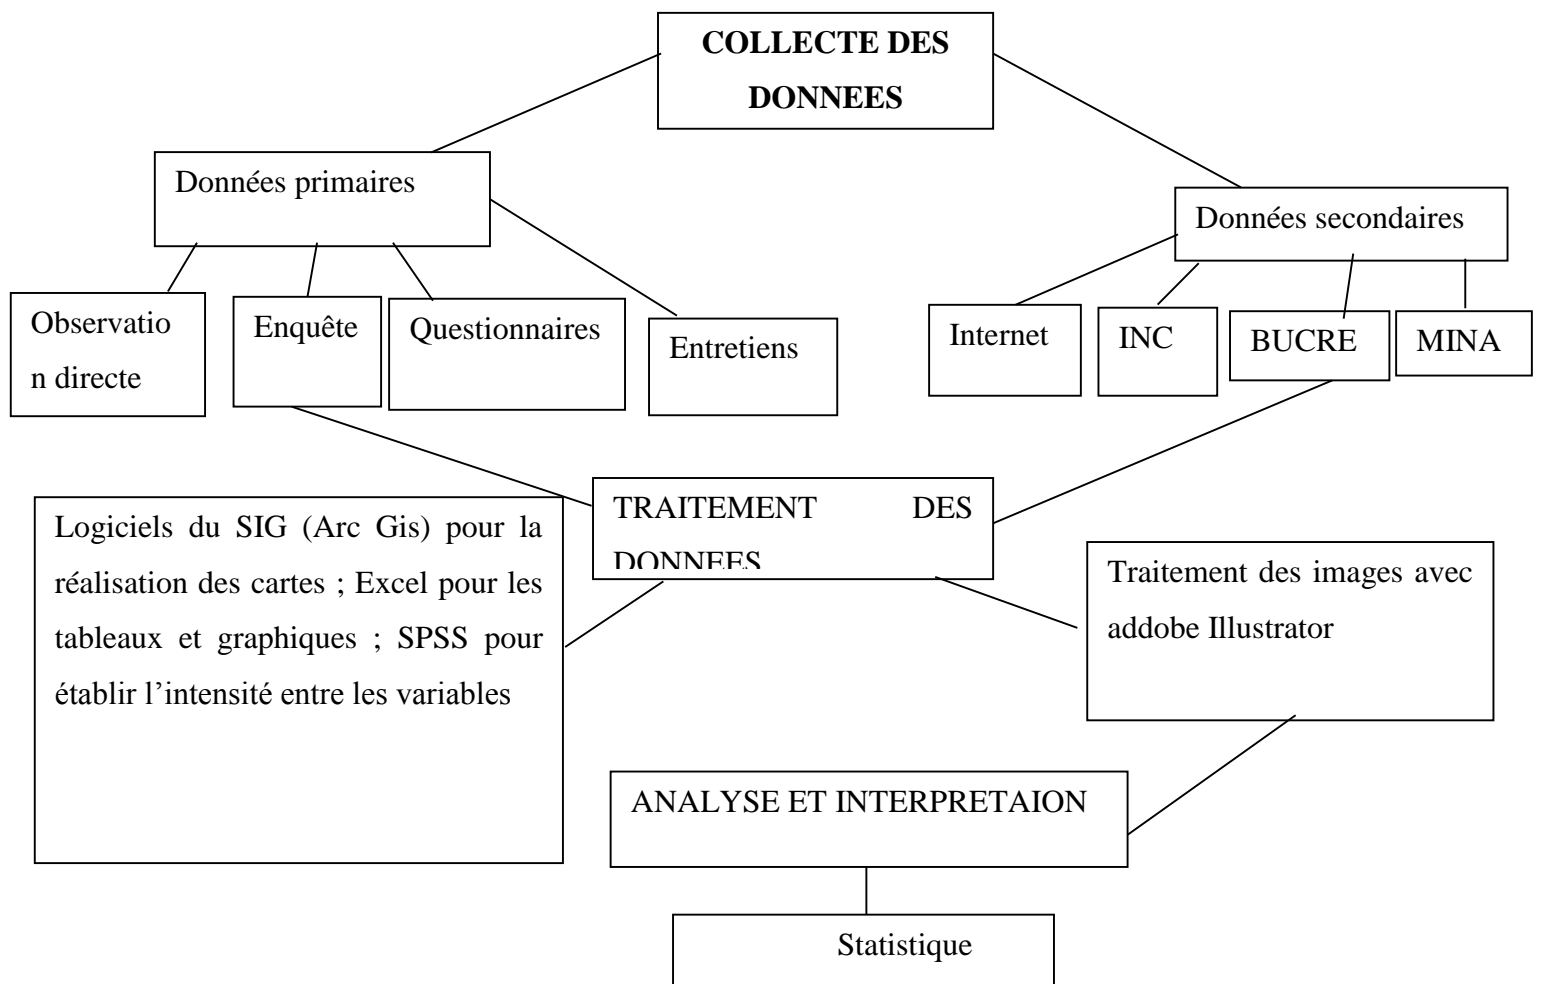 COLLECTE DES
DONNEES
Données primaires
Données secondaires
Observatio
n directe
Enquête
Questionnaires
Entretiens
Internet
INC
BUCRE
MINA
TRAITEMENT DES
DONNEES
Logiciels du SIG (Arc Gis) pour la
réalisation des cartes ; Excel pour les
tableaux et graphiques ; SPSS pour
établir l’intensité entre les variables
Traitement des images avec
addobe Illustrator
ANALYSE ET INTERPRETAION
Statistique